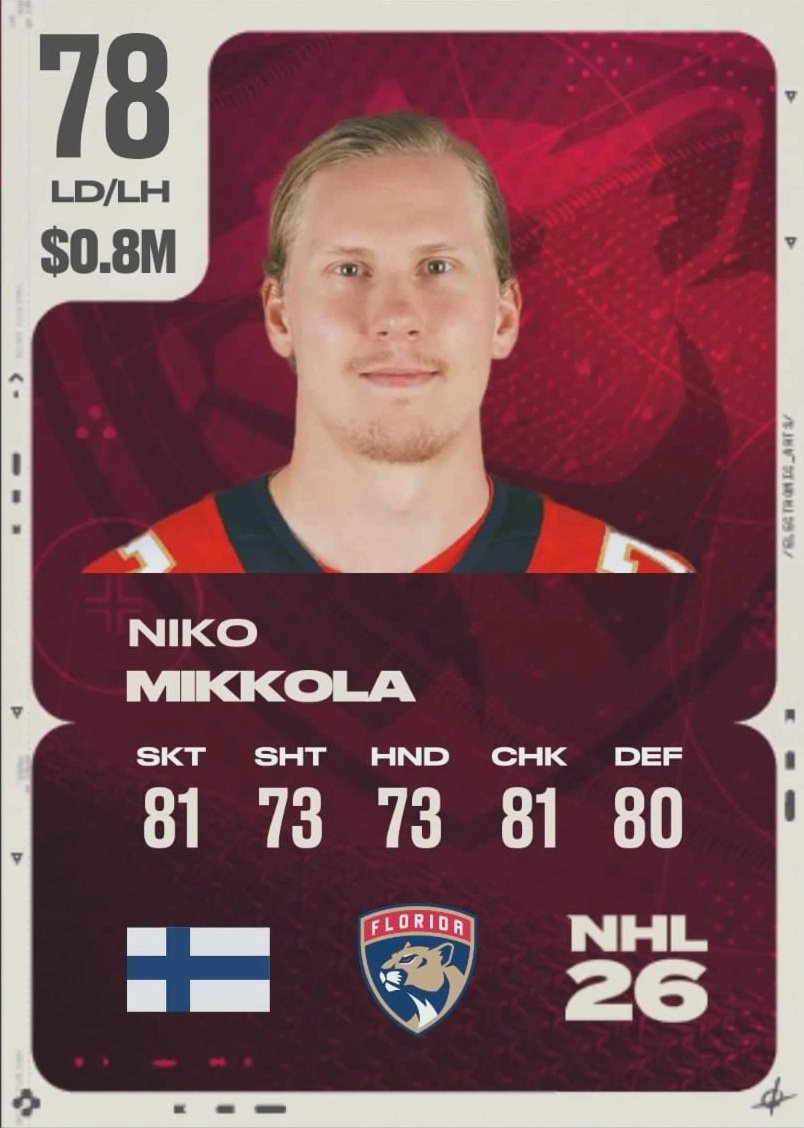 78
LD/LH
$0.8M
/ELECTRONIC_ARTS/
NIKO
MIKKOLA
SKT SHT HND CHK DEF
81 73 73 81 80
FLORIDA
NHL
26